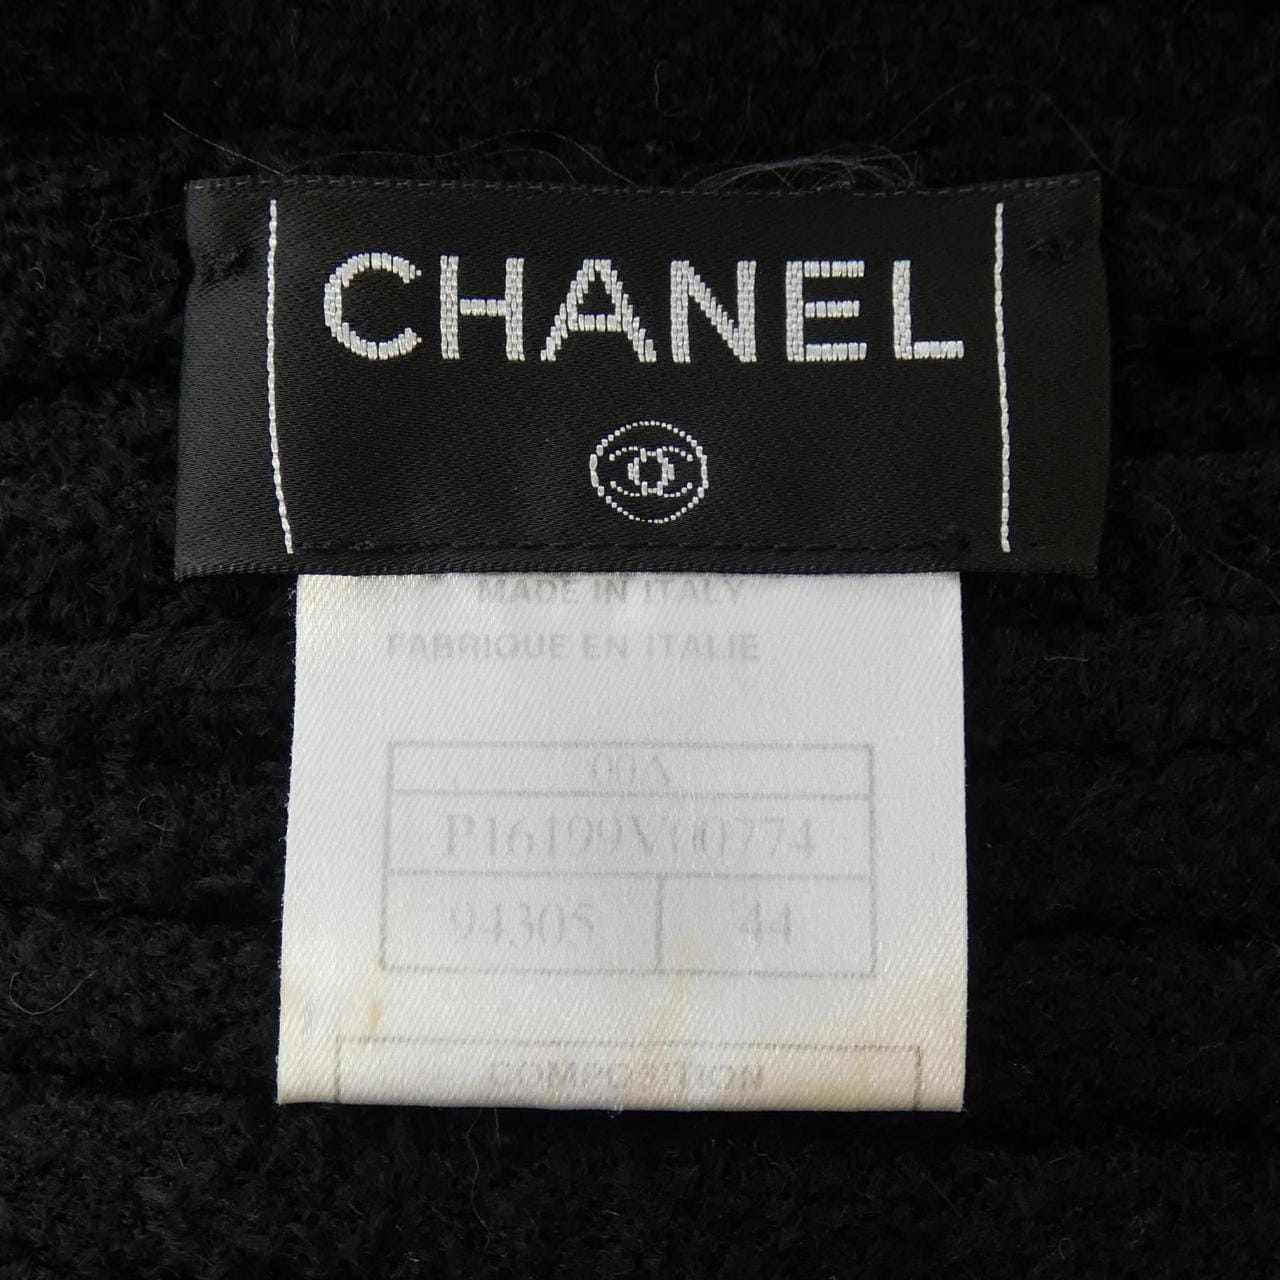 CHANEL
MADE IN ITALY
FABRIQUE EN ITALIE
00A
P16199V00774
94305 44
COMPOSITION